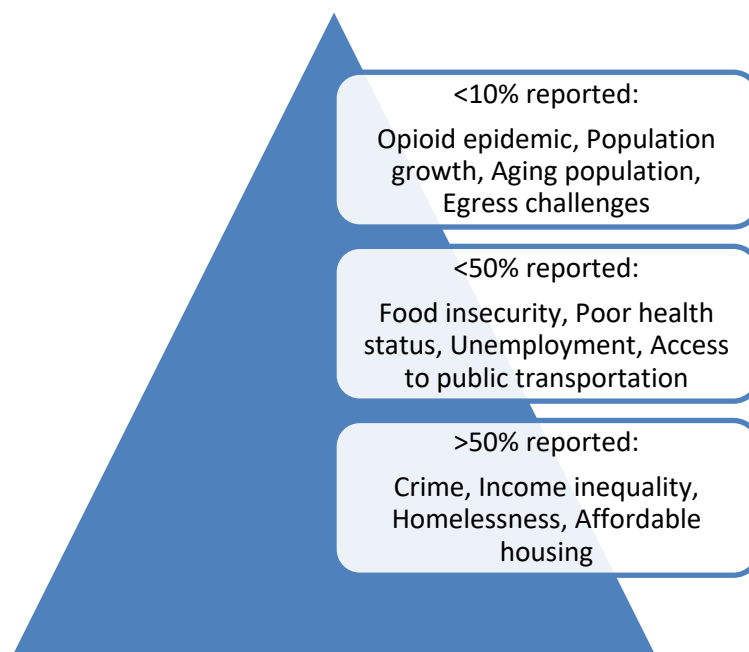 <10% reported:
Opioid epidemic, Population
growth, Aging population,
Egress challenges
<50% reported:
Food insecurity, Poor health
status, Unemployment, Access
to public transportation
>50% reported:
Crime, Income inequality,
Homelessness, Affordable
housing